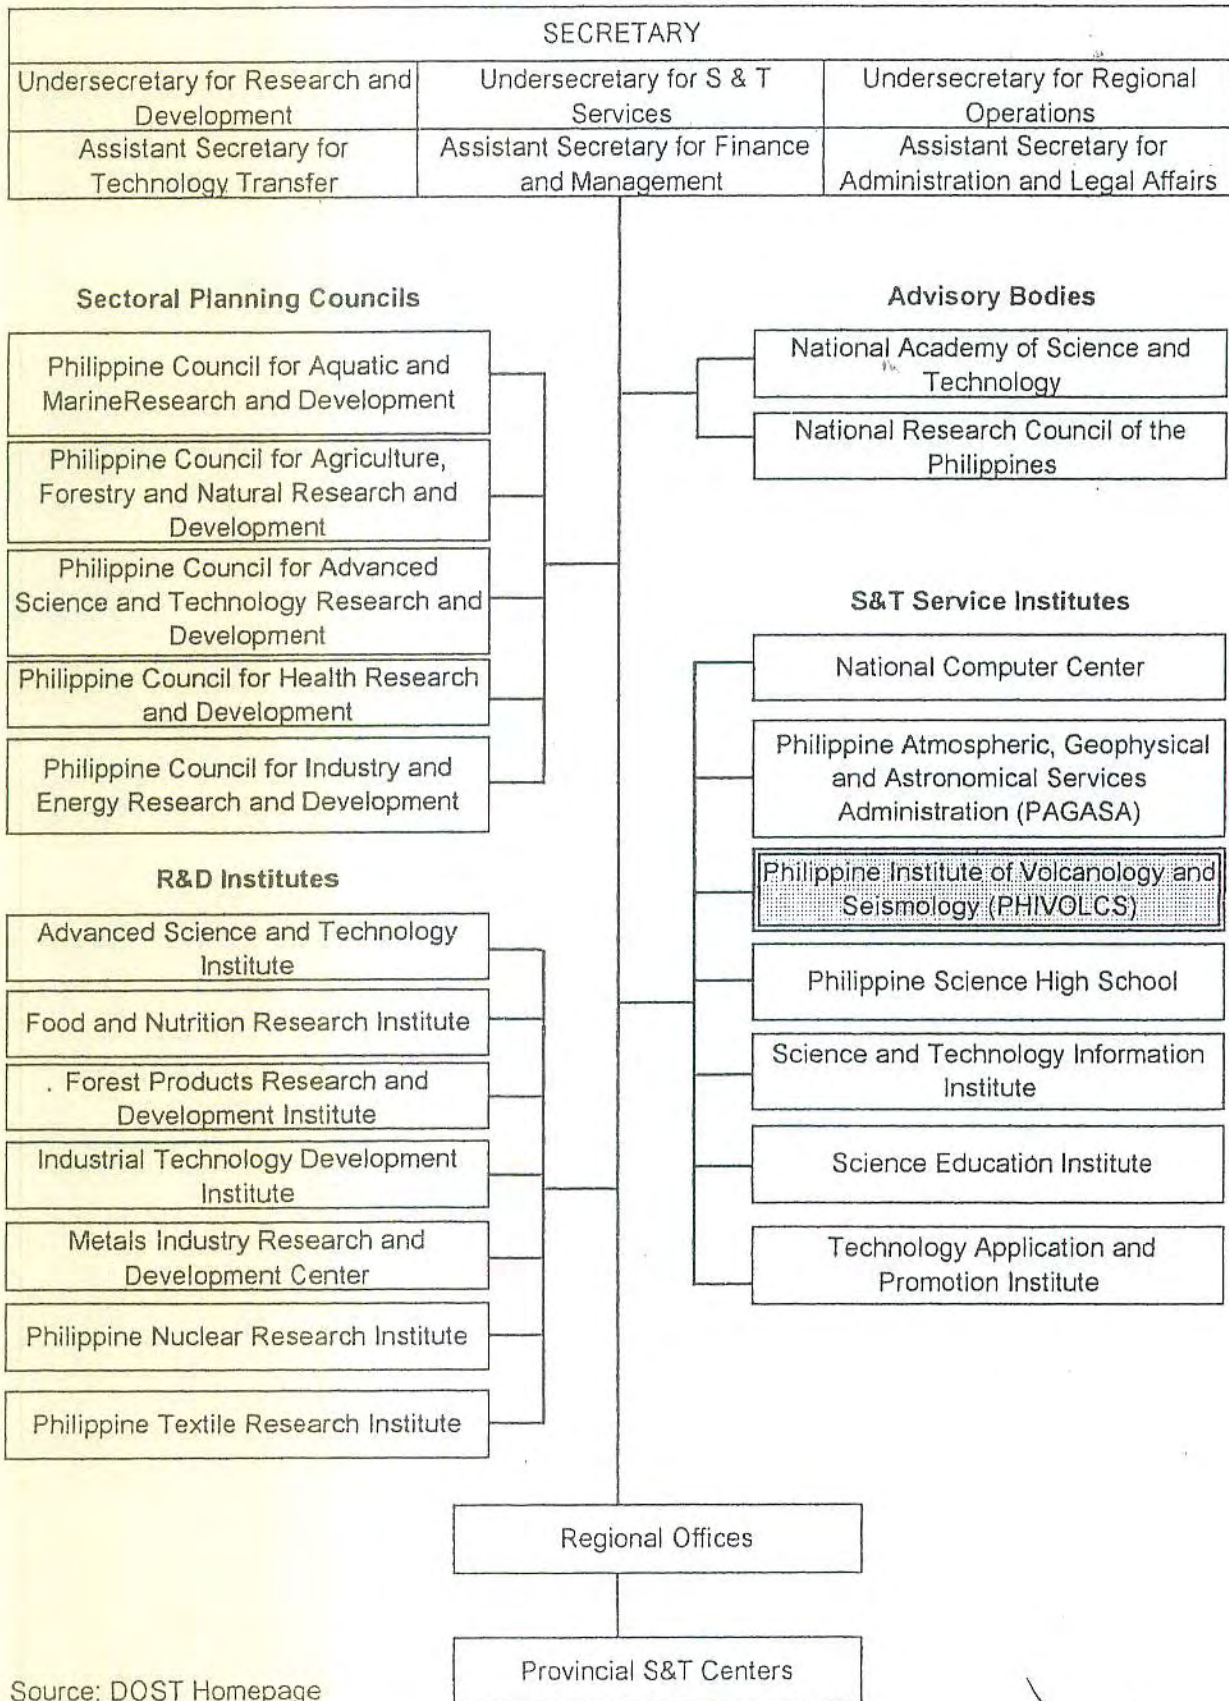 SECRETARY
Undersecretary for Research and
Development
Undersecretary for S & T
Services
Undersecretary for Regional
Operations
Assistant Secretary for
Technology Transfer
Assistant Secretary for Finance
and Management
Assistant Secretary for
Administration and Legal Affairs
Sectoral Planning Councils
Philippine Council for Aquatic and
MarineResearch and Development
Philippine Council for Agriculture,
Forestry and Natural Research and
Development
Philippine Council for Advanced
Science and Technology Research and
Development
Philippine Council for Health Research
and Development
Philippine Council for Industry and
Energy Research and Development
R&D Institutes
Advanced Science and Technology
Institute
Food and Nutrition Research Institute
. Forest Products Research and
Development Institute
Industrial Technology Development
Institute
Metals Industry Research and
Development Center
Philippine Nuclear Research Institute
Philippine Textile Research Institute
Advisory Bodies
National Academy of Science and
Technology
National Research Council of the
Philippines
S&T Service Institutes
National Computer Center
Philippine Atmospheric, Geophysical
and Astronomical Services
Administration (PAGASA)
Philippine Institute of Volcanology and
Seismology (PHIVOLCS)
Philippine Science High School
Science and Technology Information
Institute
Science Education Institute
Technology Application and
Promotion Institute
Regional Offices
Provincial S&T Centers
Source: DOST Homepage